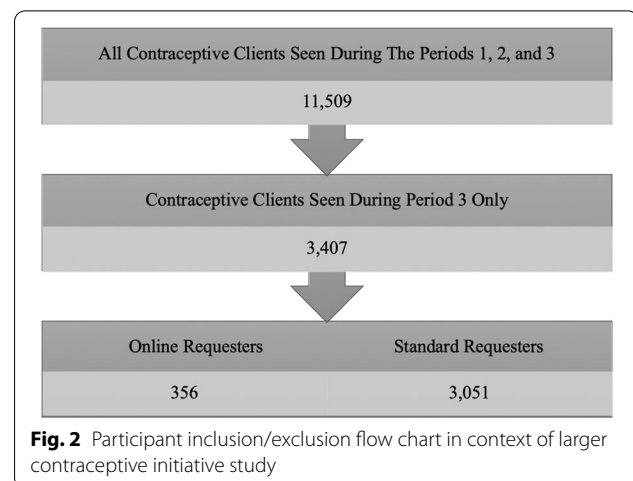 All Contraceptive Clients Seen During The Periods 1, 2, and 3
11,509
Contraceptive Clients Seen During Period 3 Only
3,407
Online Requesters Standard Requesters
356 3,051
Fig. 2 Participant inclusion/exclusion flow chart in context of larger
contraceptive initiative study